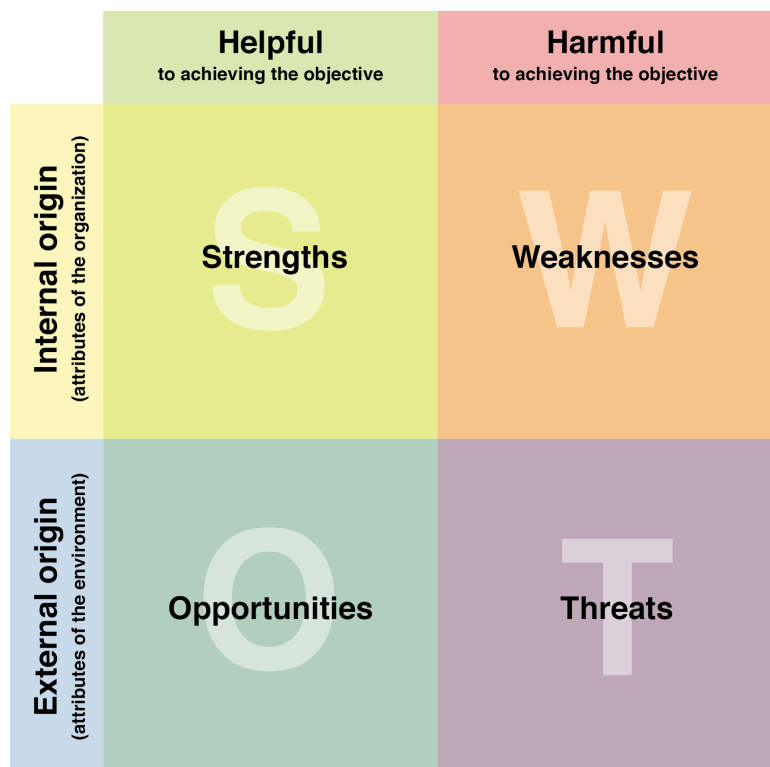 Helpful
to achieving the objective
Harmful
to achieving the objective
Internal origin
(attributes of the organization)
S
Strengths
W
Weaknesses
External origin
(attributes of the environment)
O
Opportunities
T
Threats